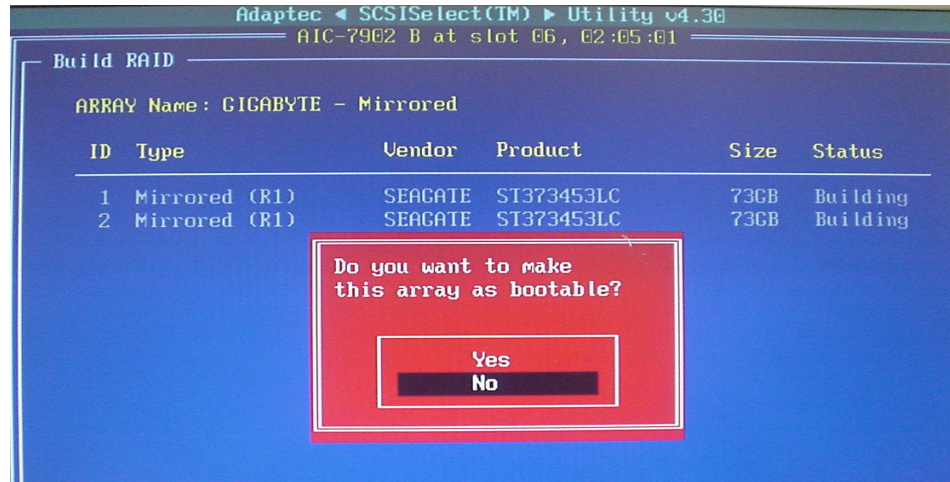 Adaptec ◄ SCSISelect(TM) ► Utility v4.30
AIC-7902 B at slot 06, 02:05:01
Build RAID
ARRAY Name: GIGABYTE - Mirrored
ID Type Vendor Product Size Status
1 Mirrored (R1) SEAGATE ST373453LC 73GB Building
2 Mirrored (R1) SEAGATE ST373453LC 73GB Building
Do you want to make
this array as bootable?
Yes
No